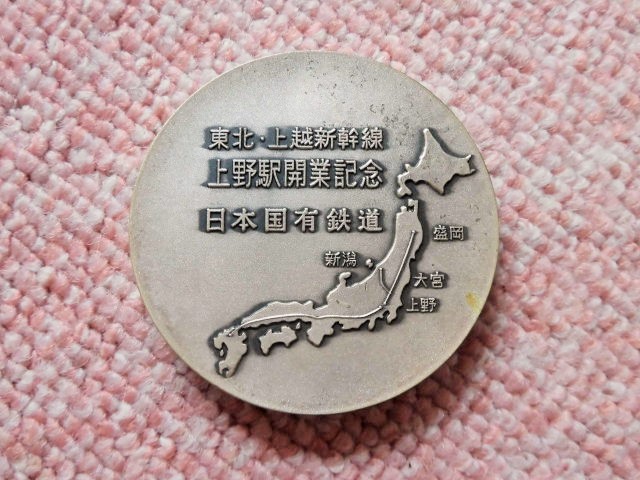 東北・上越新幹線
上野駅開業記念
日本国有鉄道
盛岡
新潟
大宮
上野